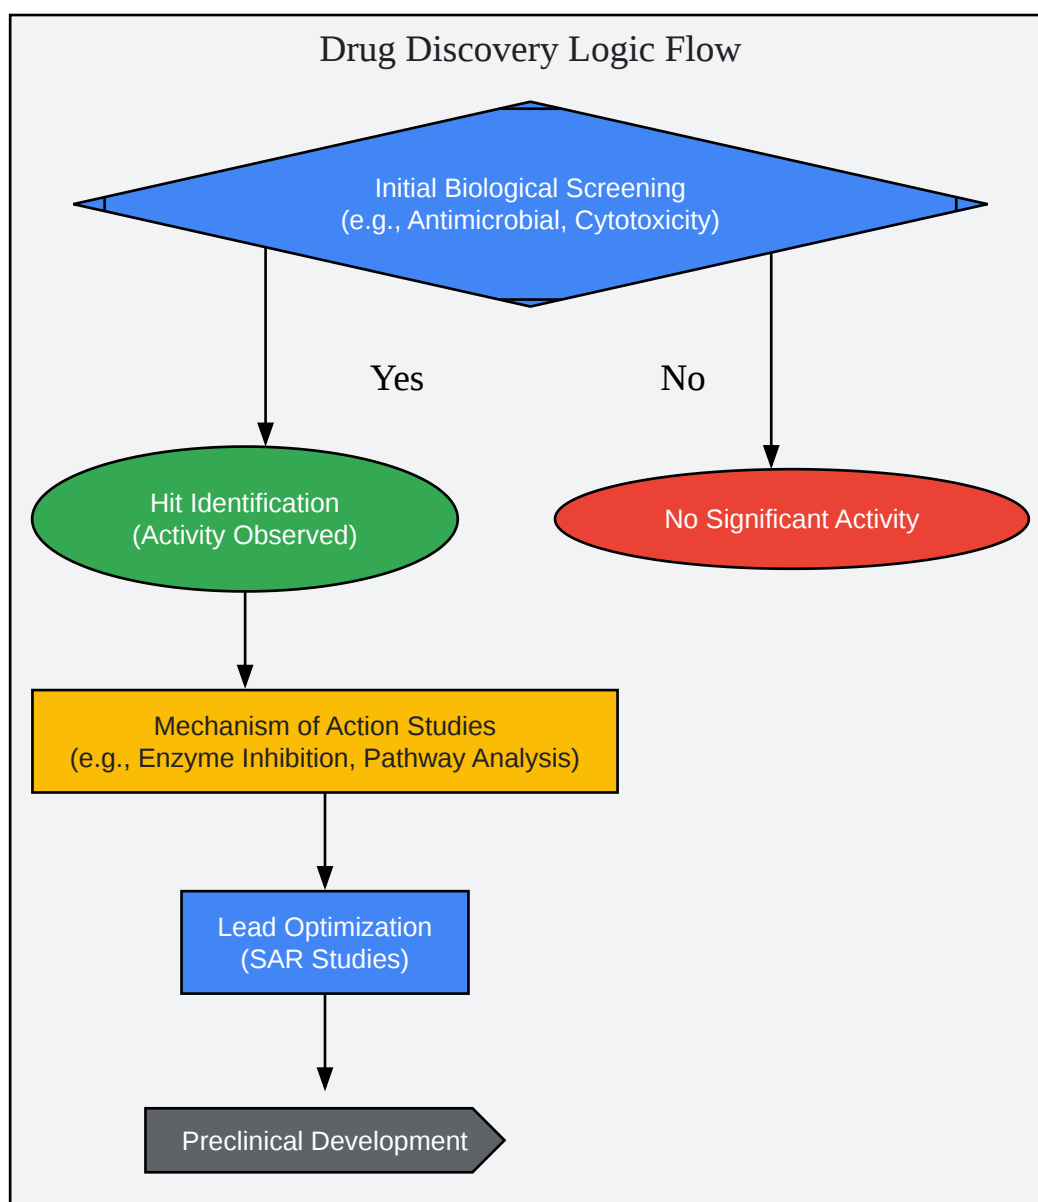 Drug Discovery Logic Flow
Initial Biological Screening
(e.g., Antimicrobial, Cytotoxicity)
Yes
No
Hit Identification
(Activity Observed)
No Significant Activity
Mechanism of Action Studies
(e.g., Enzyme Inhibition, Pathway Analysis)
Lead Optimization
(SAR Studies)
Preclinical Development